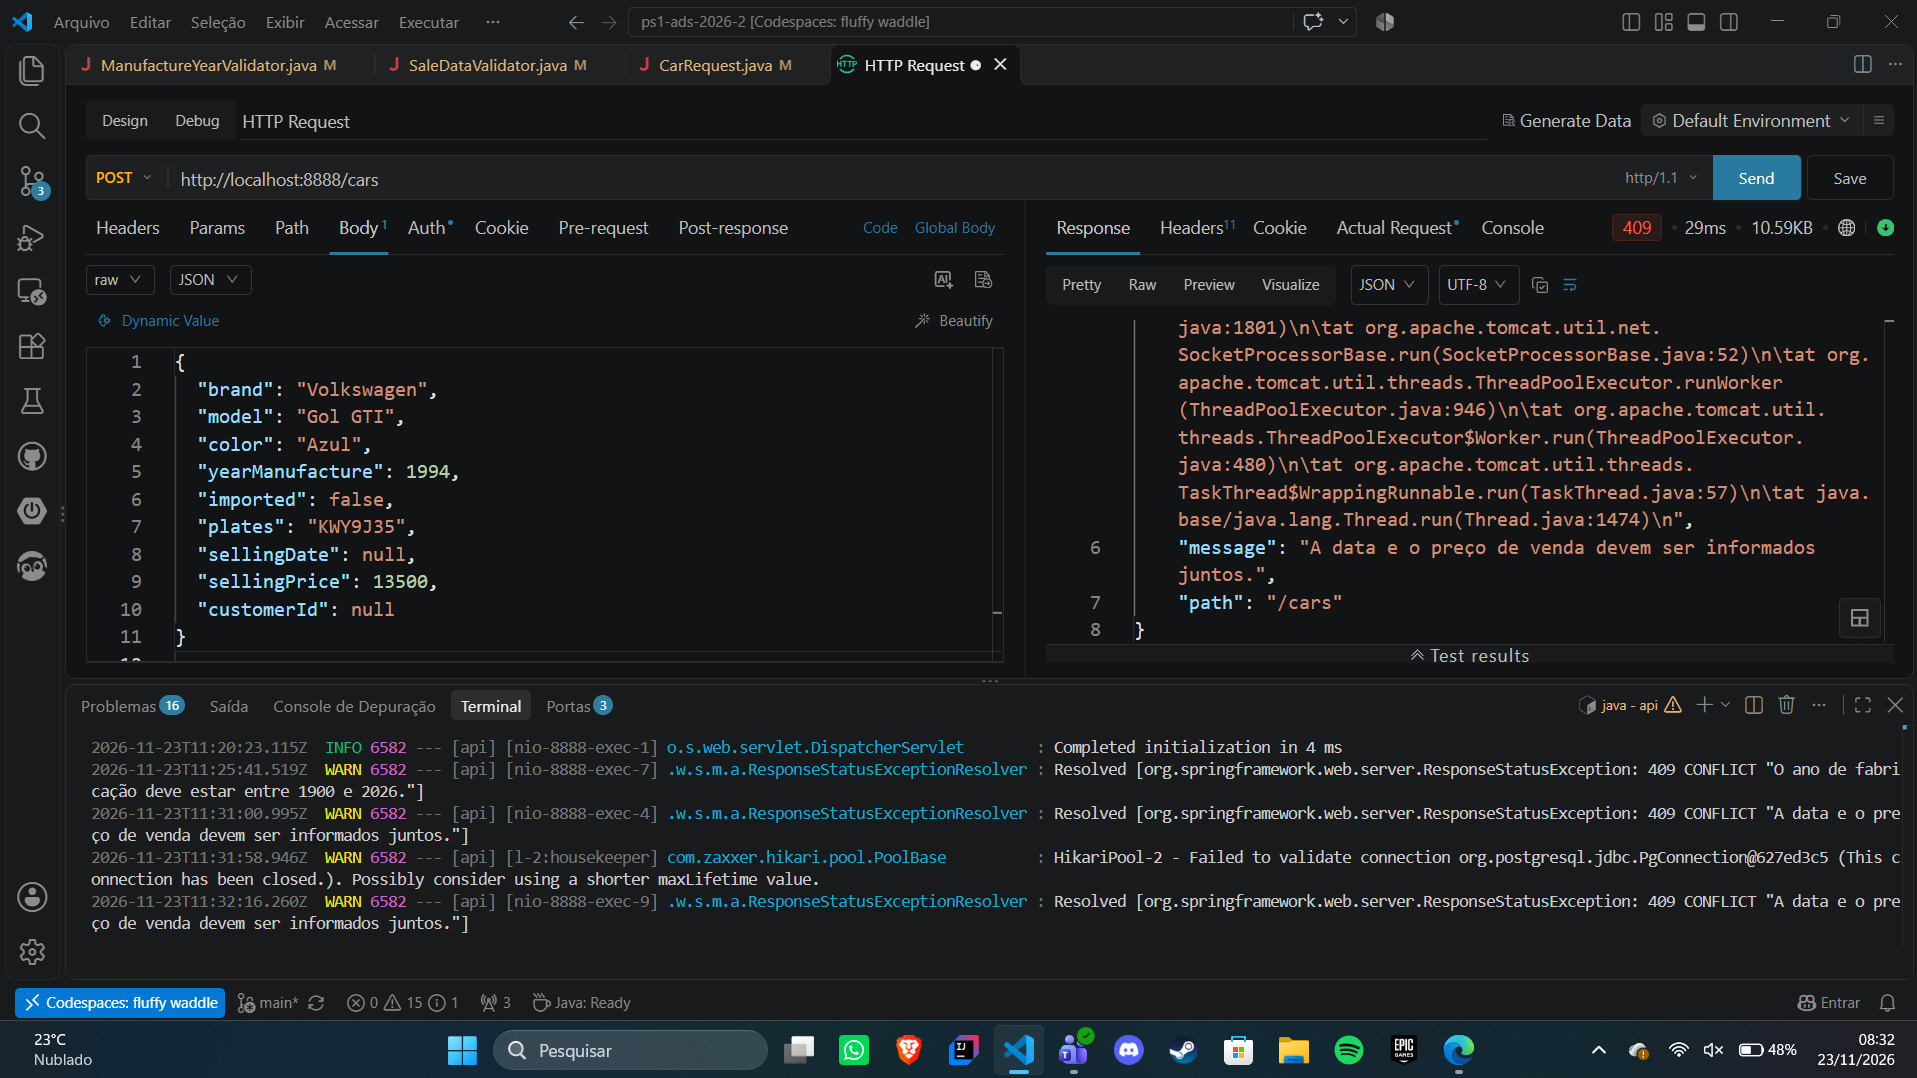 Arquivo Editar Seleção Exibir Acessar Executar ··· ps1-ads-2026-2 [Codespaces: fluffy waddle]
ManufactureYearValidator.java M SaleDataValidator.java M CarRequest.java M HTTP Request
Design Debug HTTP Request Generate Data Default Environment
POST http://localhost:8888/cars http/1.1 Send Save
Headers Params Path Body 1 Auth Cookie Pre-request Post-response Code Global Body
raw JSON
Dynamic Value Beautify
1 {
2 "brand": "Volkswagen",
3 "model": "Gol GTI",
4 "color": "Azul",
5 "yearManufacture": 1994,
6 "imported": false,
7 "plates": "KWY9J35",
8 "sellingDate": null,
9 "sellingPrice": 13500,
10 "customerId": null
11 }
12
Response Headers 11 Cookie Actual Request Console 409 29ms 10.59KB
Pretty Raw Preview Visualize JSON UTF-8
java:1801)\n\tat org.apache.tomcat.util.net.
SocketProcessorBase.run(SocketProcessorBase.java:52)\n\tat org.
apache.tomcat.util.threads.ThreadPoolExecutor.runWorker
(ThreadPoolExecutor.java:946)\n\tat org.apache.tomcat.util.
threads.ThreadPoolExecutor$Worker.run(ThreadPoolExecutor.
java:480)\n\tat org.apache.tomcat.util.threads.
TaskThread$WrappingRunnable.run(TaskThread.java:57)\n\tat java.
base/java.lang.Thread.run(Thread.java:1474)\n",
6 "message": "A data e o preço de venda devem ser informados
juntos.",
7 "path": "/cars"
8 }
Test results
Problemas 16 Saída Console de Depuração Terminal Portas 3 java - api
2026-11-23T11:20:23.115Z INFO 6582 --- [api] [nio-8888-exec-1] o.s.web.servlet.DispatcherServlet : Completed initialization in 4 ms
2026-11-23T11:25:41.519Z WARN 6582 --- [api] [nio-8888-exec-7] .w.s.m.a.ResponseStatusExceptionResolver : Resolved [org.springframework.web.server.ResponseStatusException: 409 CONFLICT "O ano de fabri
cação deve estar entre 1900 e 2026."]
2026-11-23T11:31:00.995Z WARN 6582 --- [api] [nio-8888-exec-4] .w.s.m.a.ResponseStatusExceptionResolver : Resolved [org.springframework.web.server.ResponseStatusException: 409 CONFLICT "A data e o pre
ço de venda devem ser informados juntos."]
2026-11-23T11:31:58.946Z WARN 6582 --- [api] [l-2:housekeeper] com.zaxxer.hikari.pool.PoolBase : HikariPool-2 - Failed to validate connection org.postgresql.jdbc.PgConnection@627ed3c5 (This c
onnection has been closed.). Possibly consider using a shorter maxLifetime value.
2026-11-23T11:32:16.260Z WARN 6582 --- [api] [nio-8888-exec-9] .w.s.m.a.ResponseStatusExceptionResolver : Resolved [org.springframework.web.server.ResponseStatusException: 409 CONFLICT "A data e o pre
ço de venda devem ser informados juntos."]
Codespaces: fluffy waddle main* 0 15 1 3 Java: Ready Entrar
23°C
Nublado
Pesquisar
48%
08:32
23/11/2026